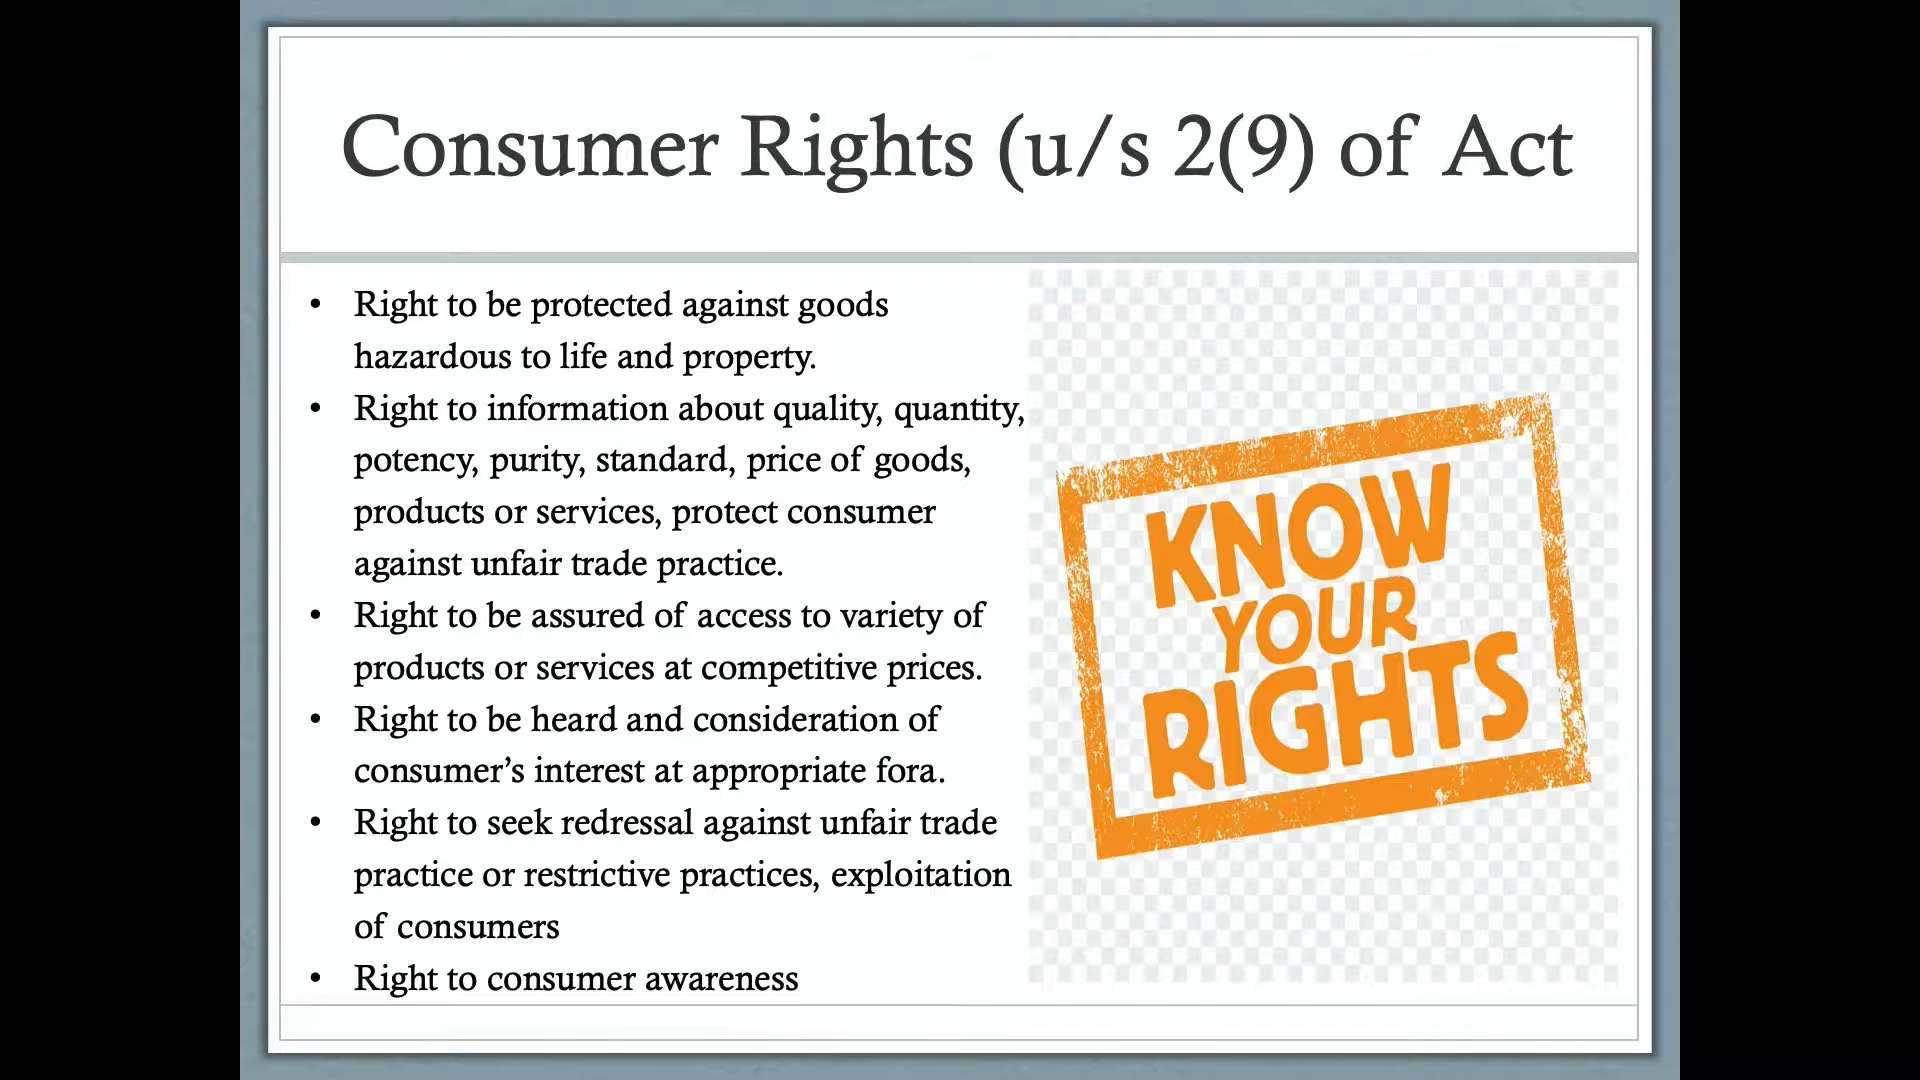 Consumer Rights (u/s 2(9) of Act
• Right to be protected against goods
hazardous to life and property.
• Right to information about quality, quantity,
potency, purity, standard, price of goods,
products or services, protect consumer
against unfair trade practice.
• Right to be assured of access to variety of
products or services at competitive prices.
• Right to be heard and consideration of
consumer’s interest at appropriate fora.
• Right to seek redressal against unfair trade
practice or restrictive practices, exploitation
of consumers
• Right to consumer awareness
KNOW
YOUR
RIGHTS